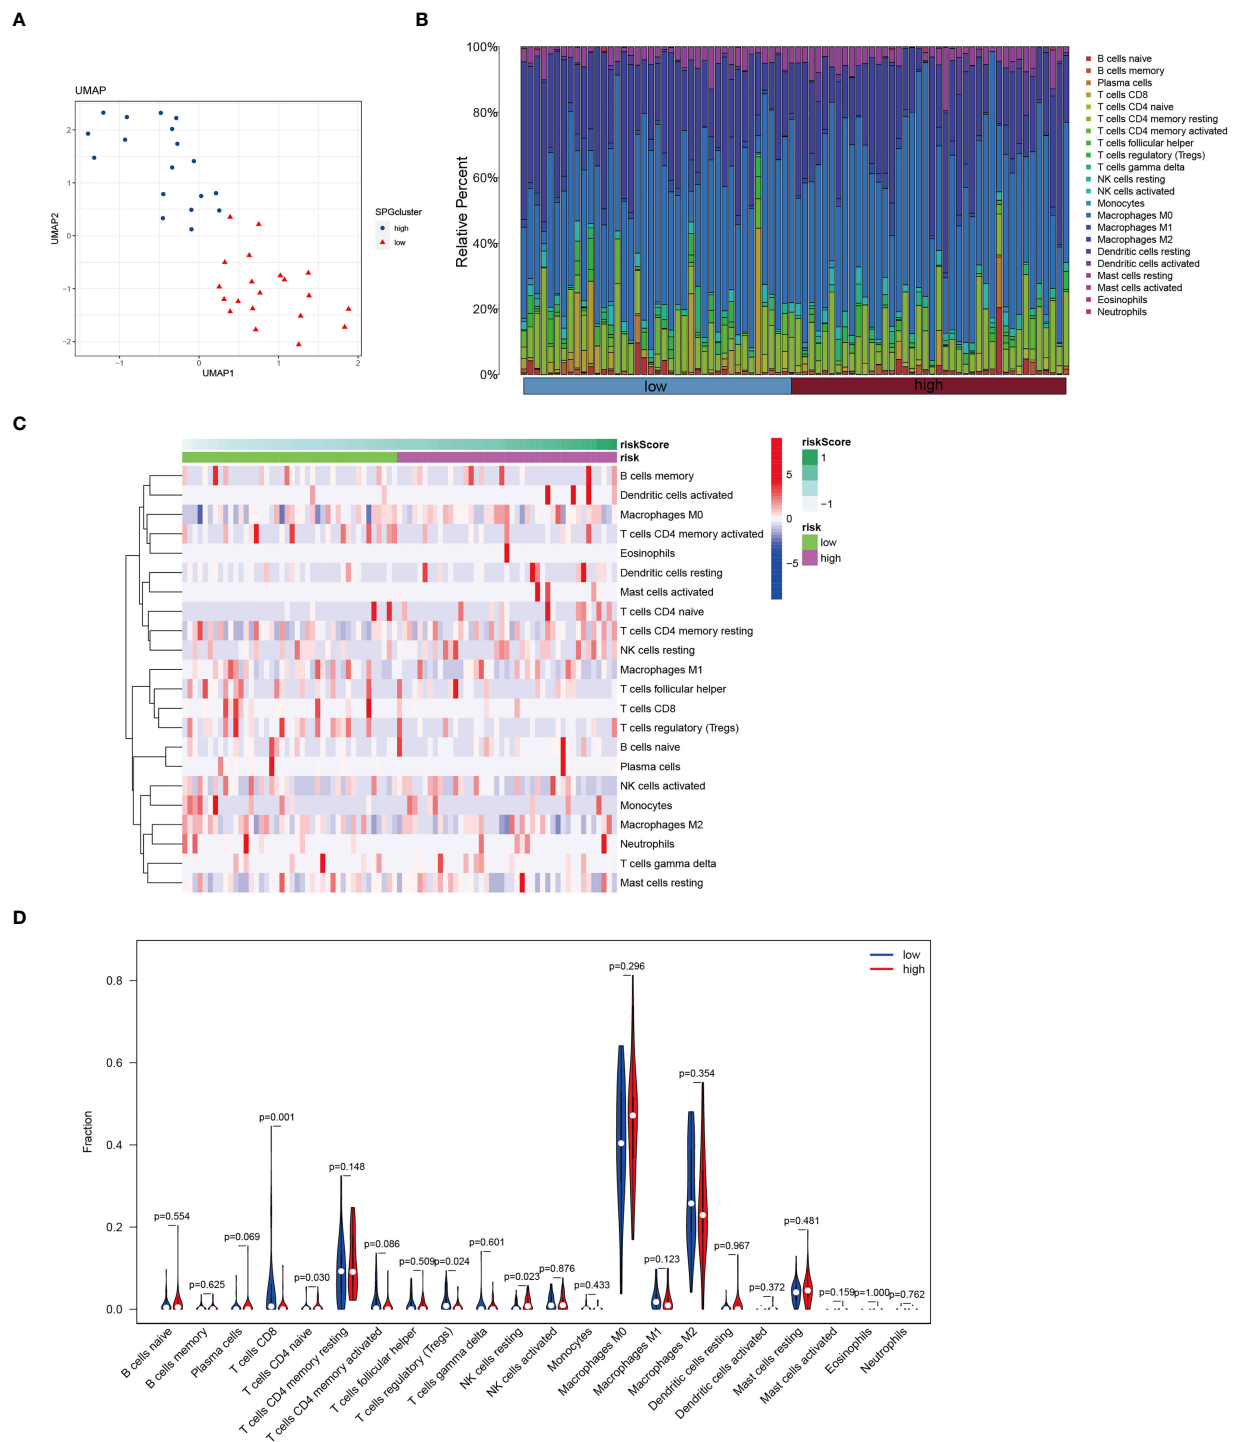 A
B
UMAP
2
1
0
−1
−2
UMAP2
−1
0
1
2
UMAP1
SPGcluster
high
low
100%
80%
60%
40%
20%
0%
Relative Percent
low
high
B cells naive
B cells memory
Plasma cells
T cells CD8
T cells CD4 naive
T cells CD4 memory resting
T cells CD4 memory activated
T cells follicular helper
T cells regulatory (Tregs)
T cells gamma delta
NK cells resting
NK cells activated
Monocytes
Macrophages M0
Macrophages M1
Macrophages M2
Dendritic cells resting
Dendritic cells activated
Mast cells resting
Mast cells activated
Eosinophils
Neutrophils
C
riskScore
risk
B cells memory
Dendritic cells activated
Macrophages M0
T cells CD4 memory activated
Eosinophils
Dendritic cells resting
Mast cells activated
T cells CD4 naive
T cells CD4 memory resting
NK cells resting
Macrophages M1
T cells follicular helper
T cells CD8
T cells regulatory (Tregs)
B cells naive
Plasma cells
NK cells activated
Monocytes
Macrophages M2
Neutrophils
T cells gamma delta
Mast cells resting
5
0
−5
riskScore
1
−1
risk
low
high
D
low
high
0.8
0.6
0.4
0.2
0.0
Fraction
p=0.554
p=0.625
p=0.069
p=0.001
p=0.030
p=0.148
p=0.086
p=0.509
p=0.024
p=0.601
p=0.023
p=0.876
p=0.433
p=0.296
p=0.123
p=0.354
p=0.967
p=0.372
p=0.481
p=0.159
p=1.000
p=0.762
B cells naive
B cells memory
Plasma cells
T cells CD8
T cells CD4 naive
T cells CD4 memory resting
T cells CD4 memory activated
T cells follicular helper
T cells regulatory (Tregs)
T cells gamma delta
NK cells resting
NK cells activated
Monocytes
Macrophages M0
Macrophages M1
Macrophages M2
Dendritic cells resting
Dendritic cells activated
Mast cells resting
Mast cells activated
Eosinophils
Neutrophils